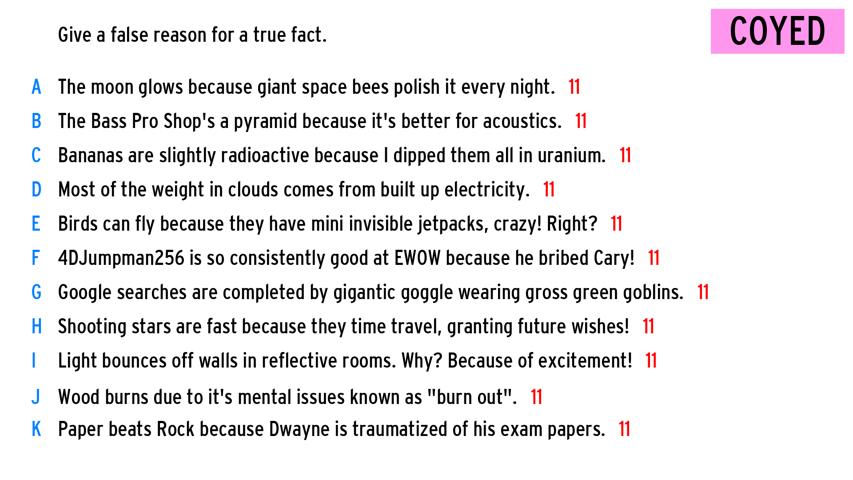 Give a false reason for a true fact.
COYED
A The moon glows because giant space bees polish it every night. 11
B The Bass Pro Shop's a pyramid because it's better for acoustics. 11
C Bananas are slightly radioactive because I dipped them all in uranium. 11
D Most of the weight in clouds comes from built up electricity. 11
E Birds can fly because they have mini invisible jetpacks, crazy! Right? 11
F 4DJumpman256 is so consistently good at EWOW because he bribed Cary! 11
G Google searches are completed by gigantic goggle wearing gross green goblins. 11
H Shooting stars are fast because they time travel, granting future wishes! 11
I Light bounces off walls in reflective rooms. Why? Because of excitement! 11
J Wood burns due to it's mental issues known as "burn out". 11
K Paper beats Rock because Dwayne is traumatized of his exam papers. 11